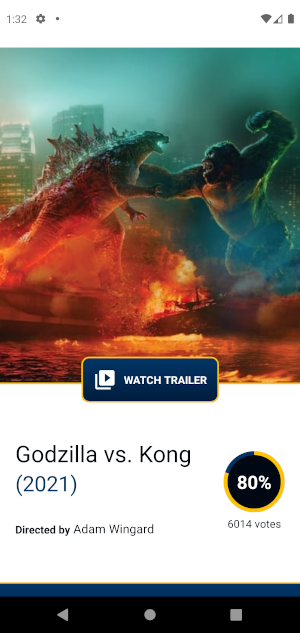 1:32
WATCH TRAILER
Godzilla vs. Kong
(2021)
80%
Directed by Adam Wingard
6014 votes